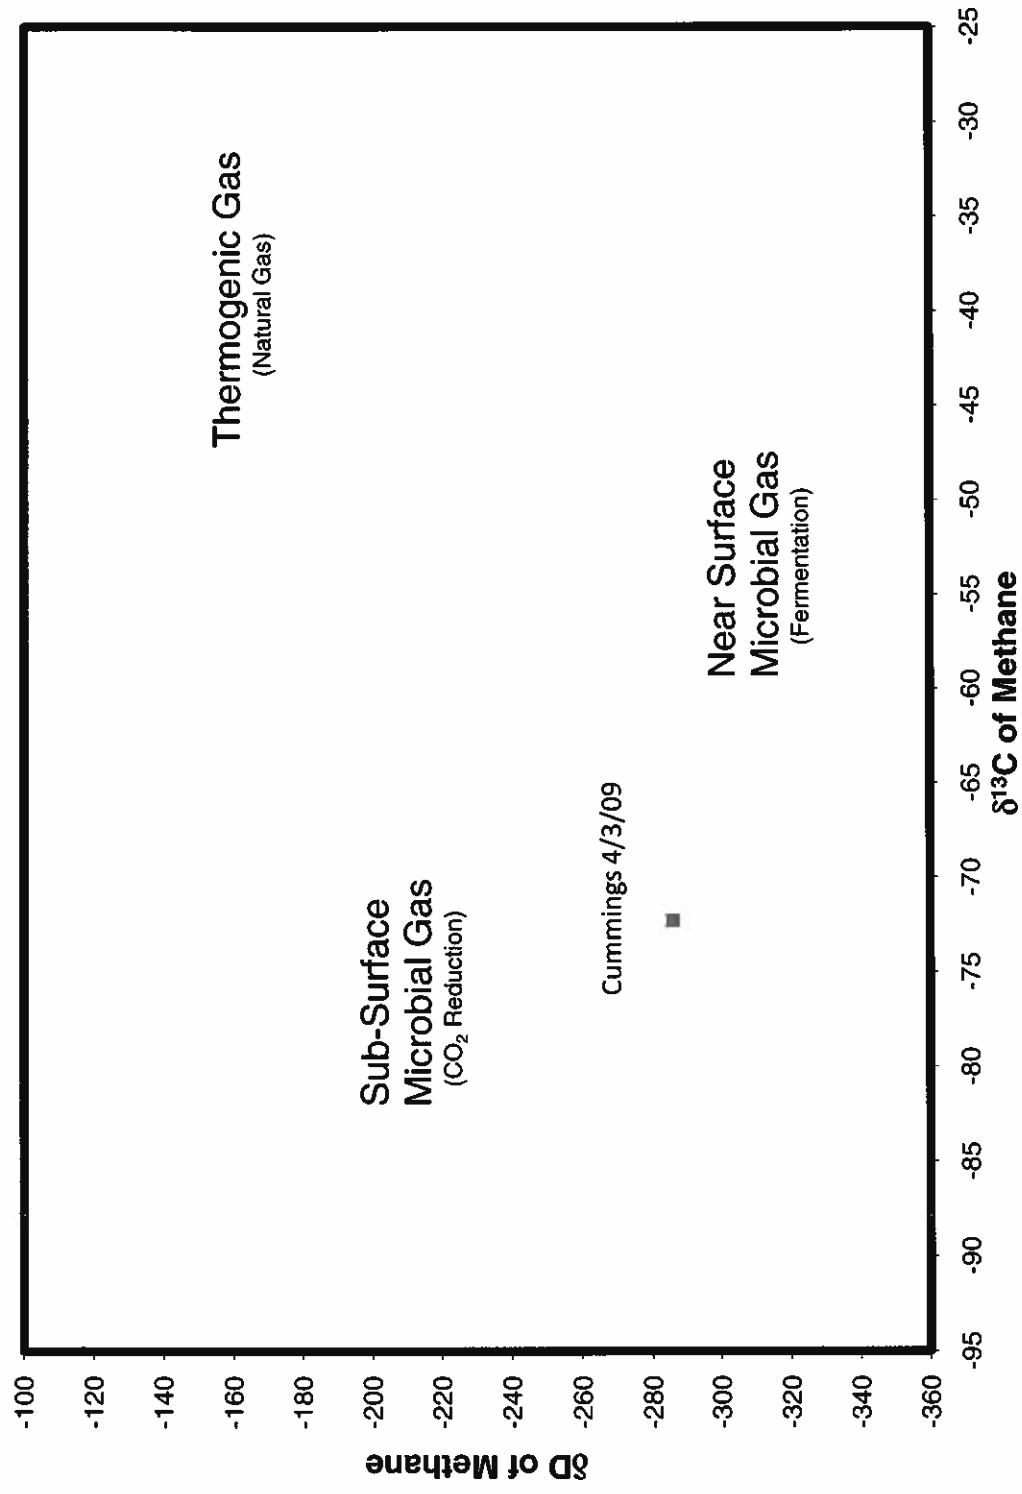 -100
-120
-140
-160
-180
-200
-220
-240
-260
-280
-300
-320
-340
-360
δD of Methane
Thermogenic Gas
(Natural Gas)
Sub-Surface
Microbial Gas
(CO₂ Reduction)
Cummings 4/3/09
Near Surface
Microbial Gas
(Fermentation)
-95
-90
-85
-80
-75
-70
-65
-60
-55
-50
-45
-40
-35
-30
-25
δ¹³C of Methane